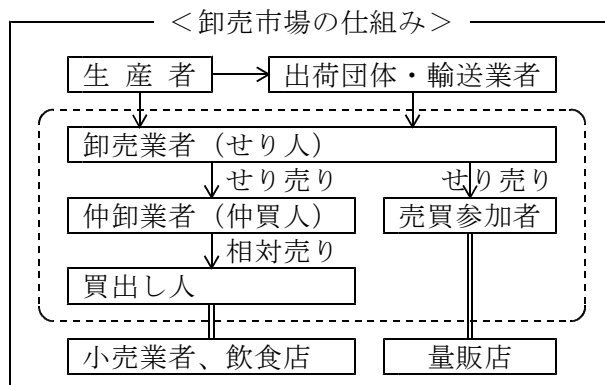 ＜卸売市場の仕組み＞
生 産 者
出荷団体・輸送業者
卸売業者（せり人）
せり売り
せり売り
仲卸業者（仲買人）
売買参加者
相対売り
買出し人
小売業者、飲食店
量販店